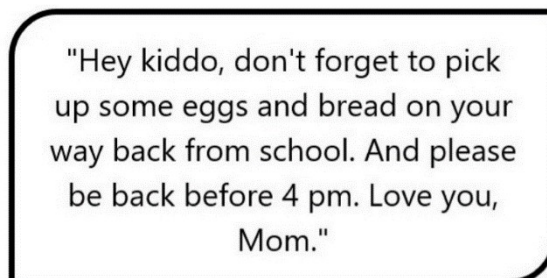 "Hey kiddo, don't forget to pick
up some eggs and bread on your
way back from school. And please
be back before 4 pm. Love you,
Mom."